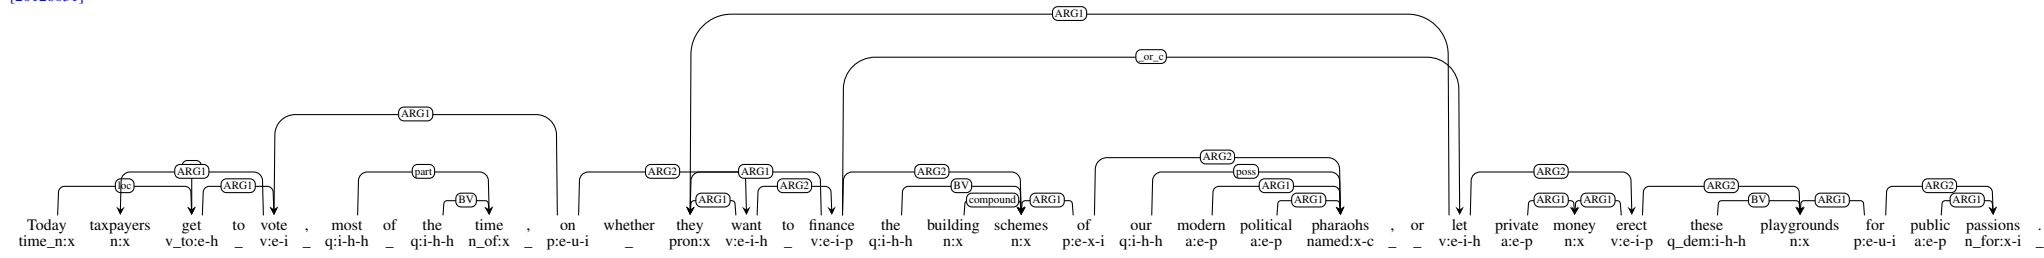 ARG1
_or_c
ARG1
ARG2
ARG1 part ARG2 ARG1 ARG2 poss ARG2
loc ARG1 ARG2 BV ARG1 ARG2
BV ARG1 compound ARG1 ARG1 ARG1 ARG1 BV ARG1 ARG1
Today taxpayers get to vote , most of the time , on whether they want to finance the building schemes of our modern political pharaohs , or let private money erect these playgrounds for public passions .
time_n:x n:x v_to:e-h _ v:e-i _ q:i-h-h _ q:i-h-h n_of:x _ p:e-u-i _ pron:x v:e-i-h _ v:e-i-p q:i-h-h n:x n:x p:e-x-i q:i-h-h a:e-p a:e-p named:x-c _ _ v:e-i-h a:e-p n:x v:e-i-p q_dem:i-h-h n:x p:e-u-i a:e-p n_for:x-i _